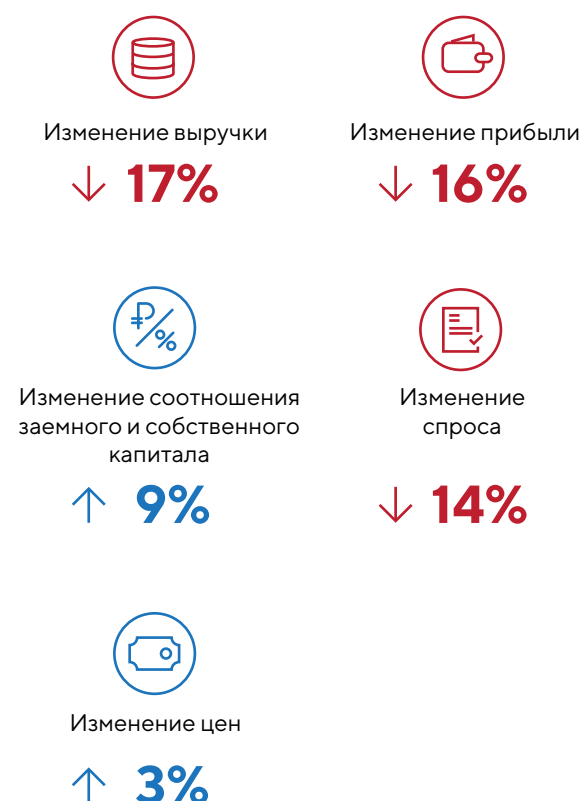 Изменение выручки
↓ 17%
Изменение прибыли
↓ 16%
₽/%
Изменение соотношения
заемного и собственного
капитала
↑ 9%
Изменение
спроса
↓ 14%
Изменение цен
↑ 3%